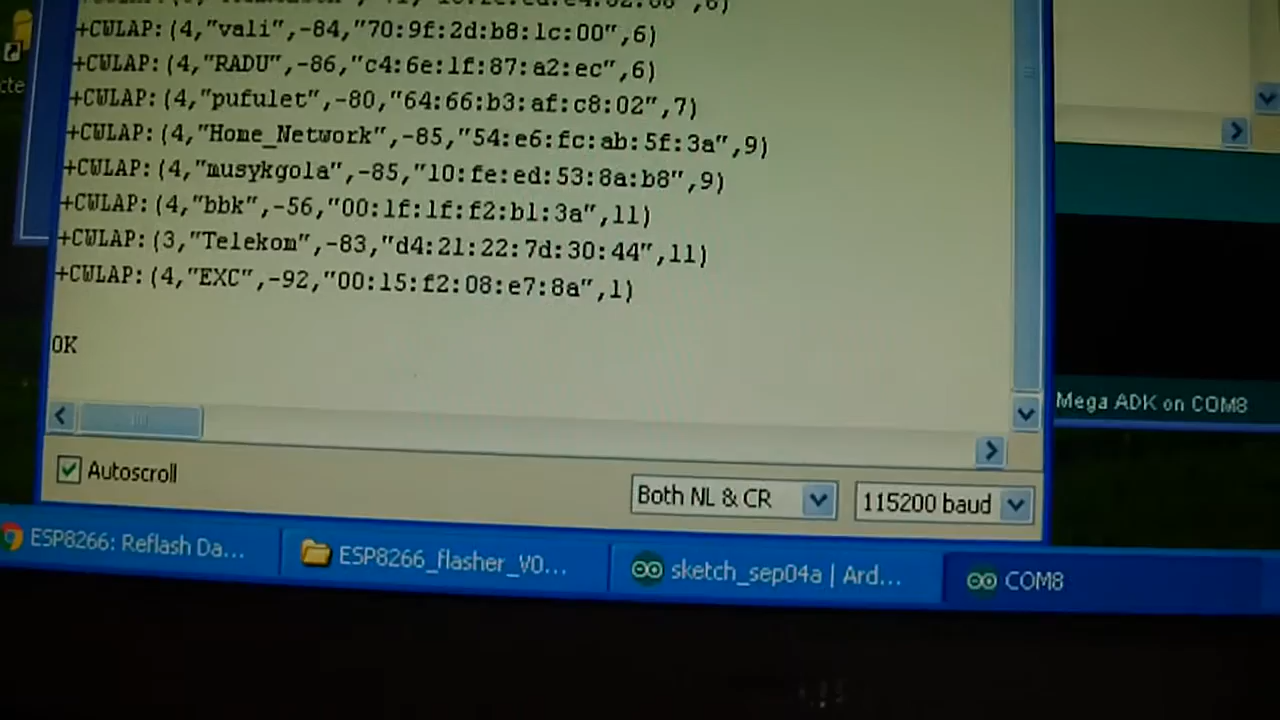 +CWLAP:(4,"vali",-84,"70:9f:2d:b8:1c:00",6)
+CWLAP:(4,"RADU",-86,"c4:6e:1f:87:a2:ec",6)
+CWLAP:(4,"pufulet",-80,"64:66:b3:af:c8:02",7)
+CWLAP:(4,"Home_Network",-85,"54:e6:fc:ab:5f:3a",9)
+CWLAP:(4,"musykgola",-85,"10:fe:ed:53:8a:b8",9)
+CWLAP:(4,"bbk",-56,"00:1f:1f:f2:b1:3a",11)
+CWLAP:(3,"Telekom",-83,"d4:21:22:7d:30:44",11)
+CWLAP:(4,"EXC",-92,"00:15:f2:08:e7:8a",1)
OK
Mega ADK on COM8
Autoscroll
Both NL & CR
115200 baud
ESP8266: Reflash Da...
ESP8266_flasher_V0...
sketch_sep04a | Ard...
COM8